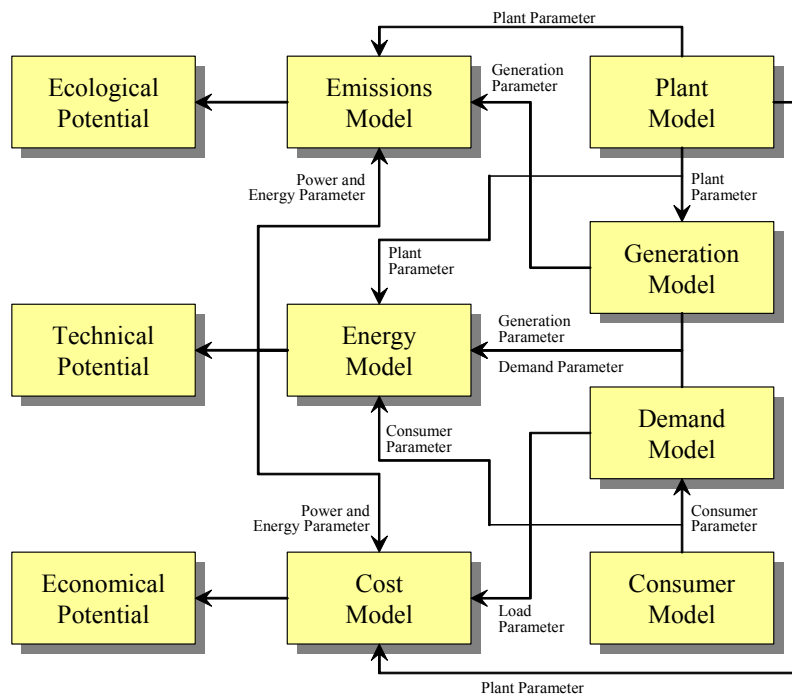 Plant Parameter
Ecological
Potential
Emissions
Model
Generation
Parameter
Plant
Model
Power and
Energy Parameter
Plant
Parameter
Plant
Parameter
Generation
Model
Technical
Potential
Energy
Model
Generation
Parameter
Demand Parameter
Consumer
Parameter
Demand
Model
Power and
Energy Parameter
Consumer
Parameter
Economical
Potential
Cost
Model
Load
Parameter
Consumer
Model
Plant Parameter